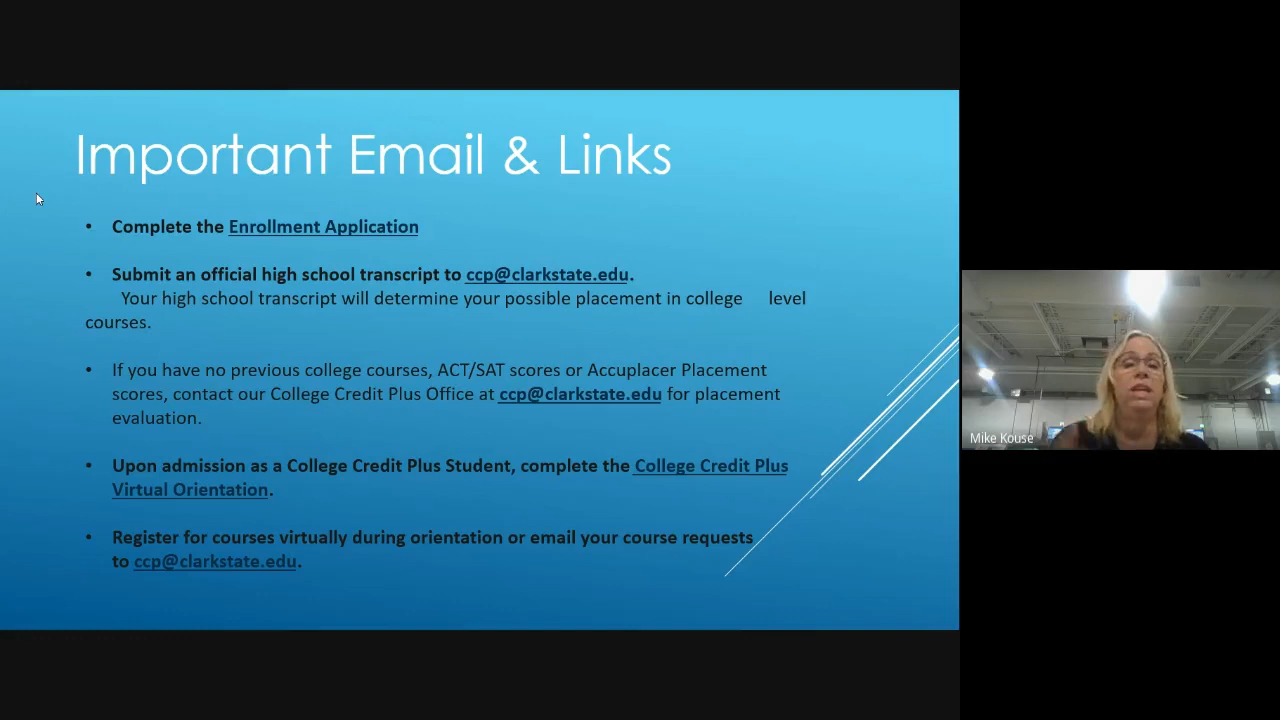 Important Email & Links
• Complete the Enrollment Application
• Submit an official high school transcript to ccp@clarkstate.edu.
Your high school transcript will determine your possible placement in college level
courses.
• If you have no previous college courses, ACT/SAT scores or Accuplacer Placement
scores, contact our College Credit Plus Office at ccp@clarkstate.edu for placement
evaluation.
• Upon admission as a College Credit Plus Student, complete the College Credit Plus
Virtual Orientation.
• Register for courses virtually during orientation or email your course requests
to ccp@clarkstate.edu.
Mike Kouse